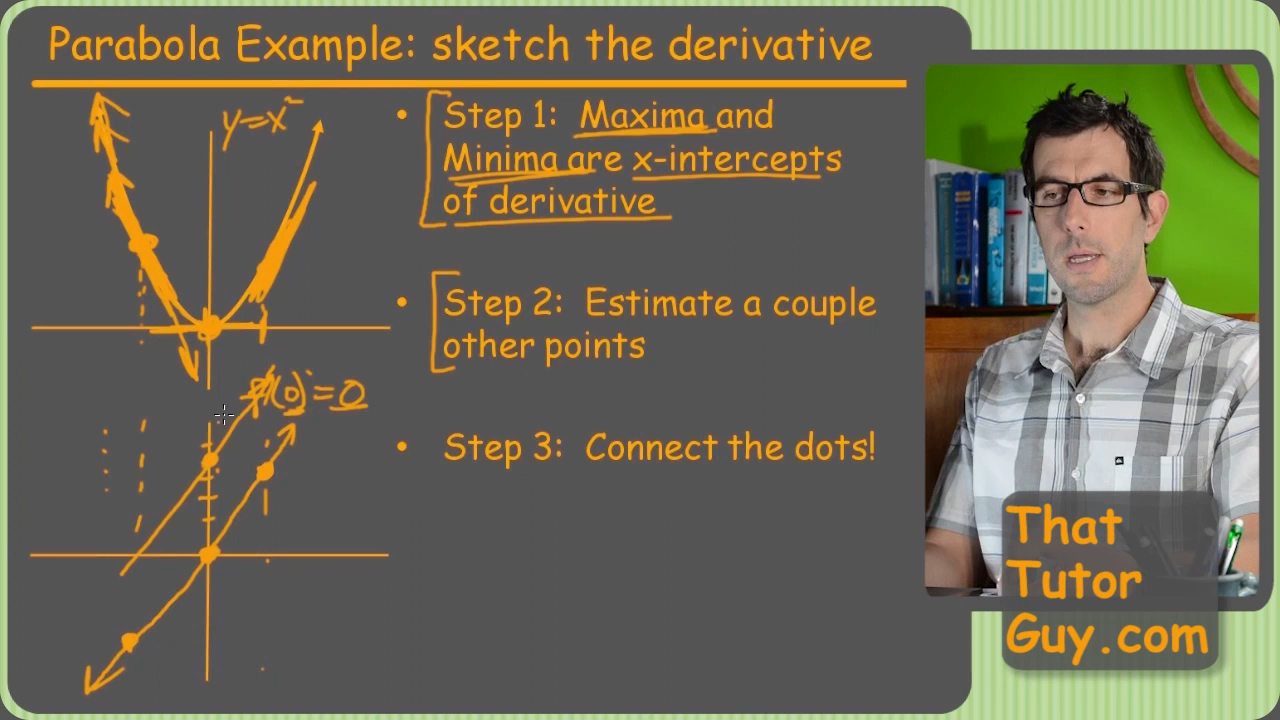 Parabola Example: sketch the derivative
y=x²
• Step 1: Maxima and
Minima are x-intercepts
of derivative
• Step 2: Estimate a couple
other points
f'(0)=0
• Step 3: Connect the dots!
That
Tutor
Guy.com